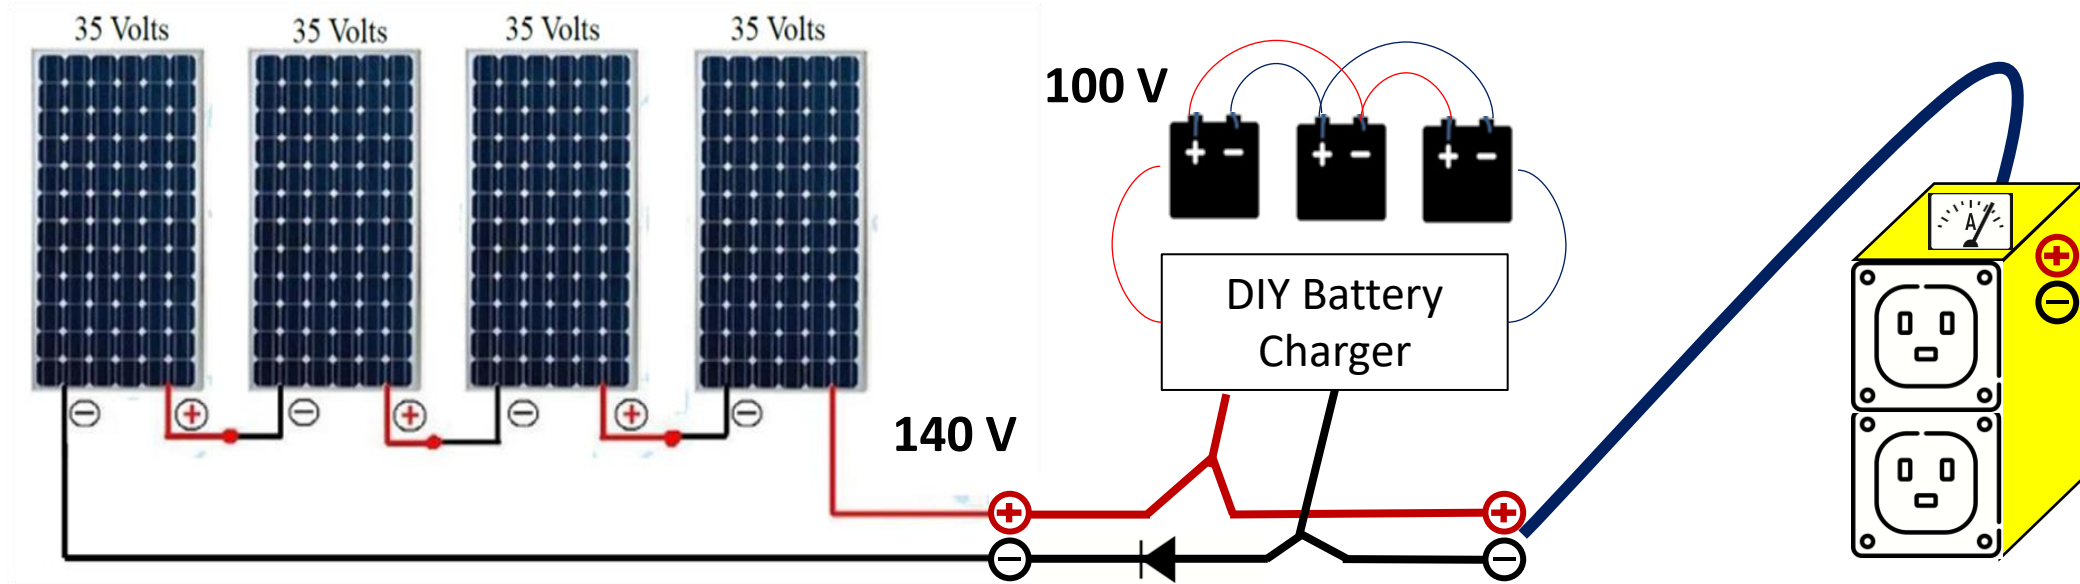 35 Volts
35 Volts
35 Volts
35 Volts
100 V
+ −
+ −
+ −
A
+
−
DIY Battery
Charger
− +
− +
− +
−
140 V
+
−
+
−